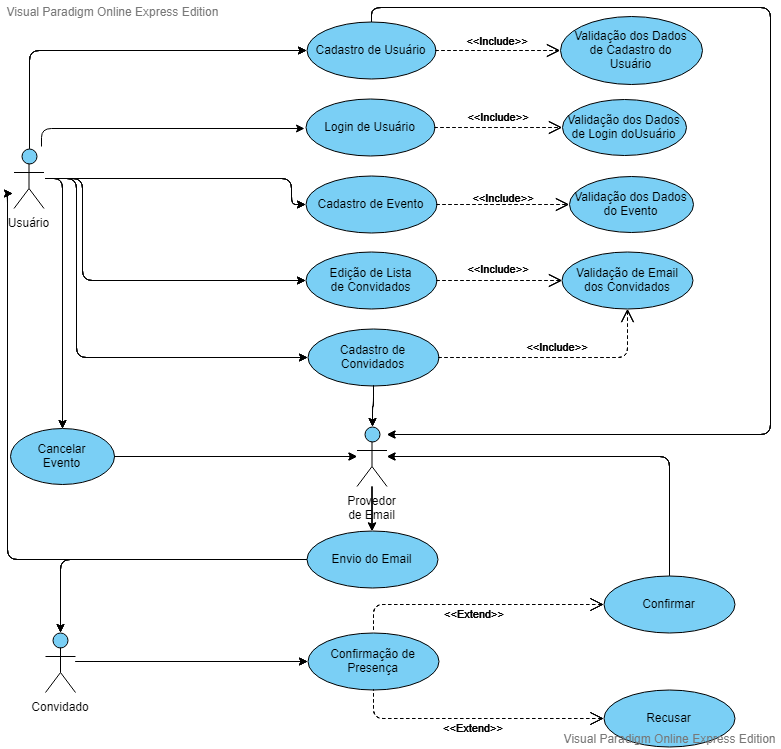 Visual Paradigm Online Express Edition
Cadastro de Usuário
<<Include>>
Validação dos Dados
de Cadastro do
Usuário
Login de Usuário
<<Include>>
Validação dos Dados
de Login doUsuário
Usuário
Cadastro de Evento
<<Include>>
Validação dos Dados
do Evento
Edição de Lista
de Convidados
<<Include>>
Validação de Email
dos Convidados
Cadastro de
Convidados
<<Include>>
Cancelar
Evento
Provedor
de Email
Envio do Email
Confirmar
<<Extend>>
Confirmação de
Presença
Convidado
<<Extend>>
Recusar
Visual Paradigm Online Express Edition